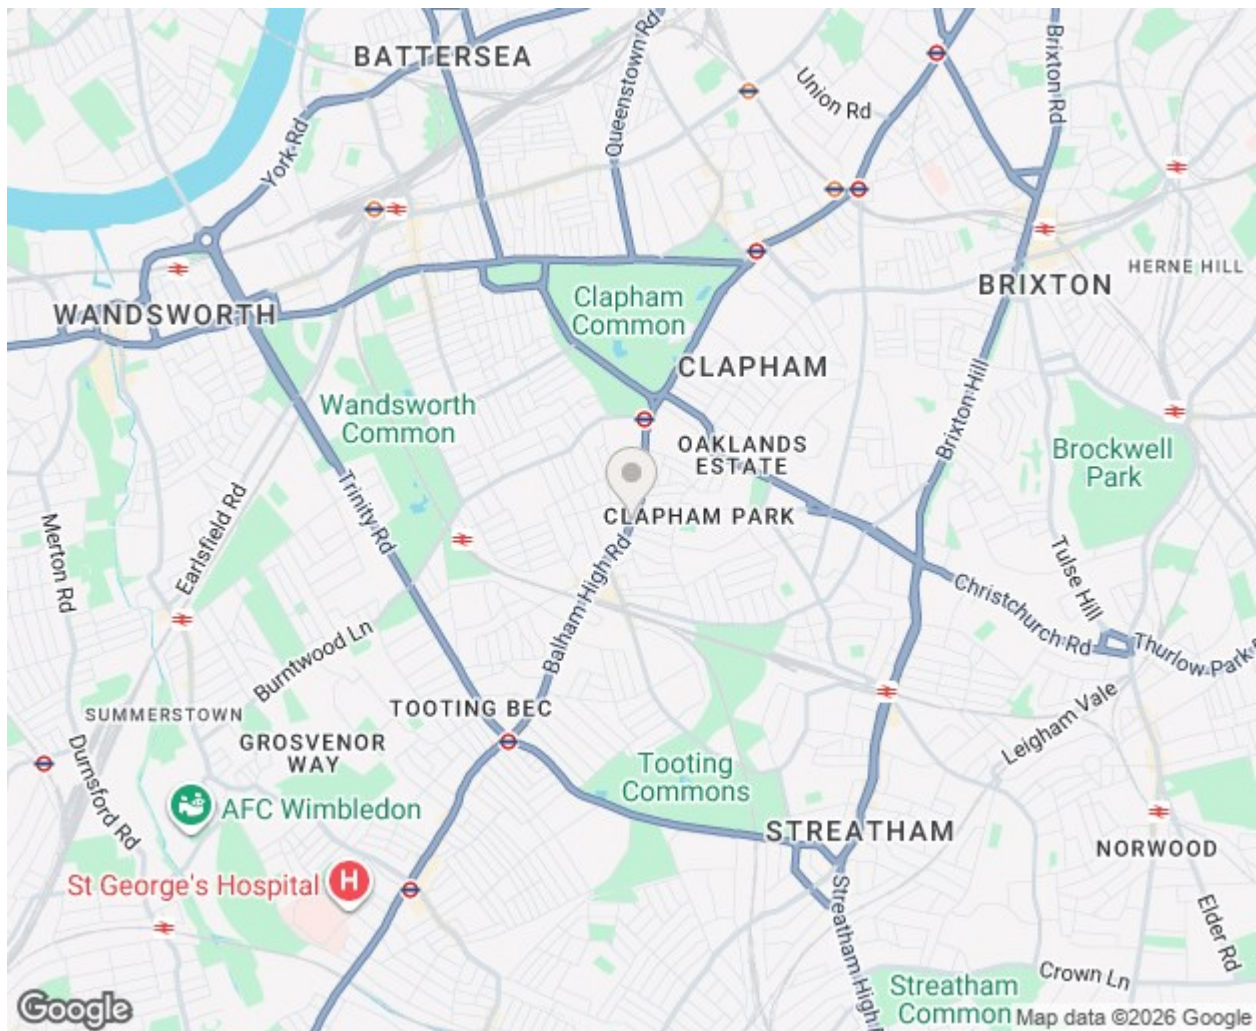 BATTERSEA
Queenstown Rd
Union Rd
Brixton Rd
York Rd
HERNE HILL
BRIXTON
WANDSWORTH
Clapham
Common
CLAPHAM
Wandsworth
Common
Brixton Hill
OAKLANDS
ESTATE
Brockwell
Park
Trinity Rd
Earlsfield Rd
Merton Rd
CLAPHAM PARK
Balham High Rd
Tulse Hill
Christchurch Rd
Thurlow Park
Burntwood Ln
TOOTING BEC
SUMMERSTOWN
GROSVENOR
WAY
Leigham Vale
Durnsford Rd
Tooting
Commons
AFC Wimbledon
STREATHAM
NORWOOD
St George's Hospital
H
Streatham High
Elder Rd
Streatham
Common
Crown Ln
Google
Map data ©2026 Google